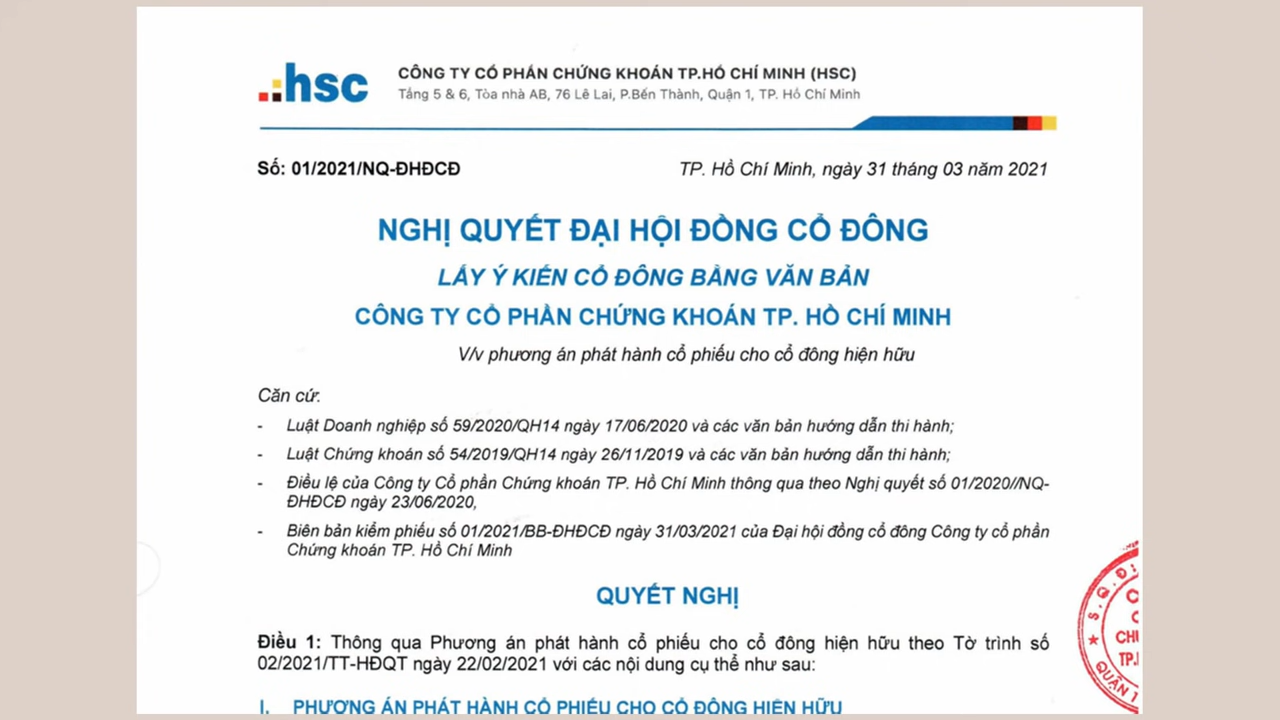 hsc
CÔNG TY CỔ PHẦN CHỨNG KHOÁN TP.HỒ CHÍ MINH (HSC)
Tầng 5 & 6, Tòa nhà AB, 76 Lê Lai, P.Bến Thành, Quận 1, TP. Hồ Chí Minh
Số: 01/2021/NQ-ĐHĐCĐ
TP. Hồ Chí Minh, ngày 31 tháng 03 năm 2021
NGHỊ QUYẾT ĐẠI HỘI ĐỒNG CỔ ĐÔNG
LẤY Ý KIẾN CỔ ĐÔNG BẰNG VĂN BẢN
CÔNG TY CỔ PHẦN CHỨNG KHOÁN TP. HỒ CHÍ MINH
V/v phương án phát hành cổ phiếu cho cổ đông hiện hữu
Căn cứ:
- Luật Doanh nghiệp số 59/2020/QH14 ngày 17/06/2020 và các văn bản hướng dẫn thi hành;
- Luật Chứng khoán số 54/2019/QH14 ngày 26/11/2019 và các văn bản hướng dẫn thi hành;
- Điều lệ của Công ty Cổ phần Chứng khoán TP. Hồ Chí Minh thông qua theo Nghị quyết số 01/2020//NQ-
ĐHĐCĐ ngày 23/06/2020,
- Biên bản kiểm phiếu số 01/2021/BB-ĐHĐCĐ ngày 31/03/2021 của Đại hội đồng cổ đông Công ty cổ phần
Chứng khoán TP. Hồ Chí Minh
QUYẾT NGHỊ
Điều 1: Thông qua Phương án phát hành cổ phiếu cho cổ đông hiện hữu theo Tờ trình số
02/2021/TT-HĐQT ngày 22/02/2021 với các nội dung cụ thể như sau:
I. PHƯƠNG ÁN PHÁT HÀNH CỔ PHIẾU CHO CỔ ĐÔNG HIỆN HỮU
QUẬN 1